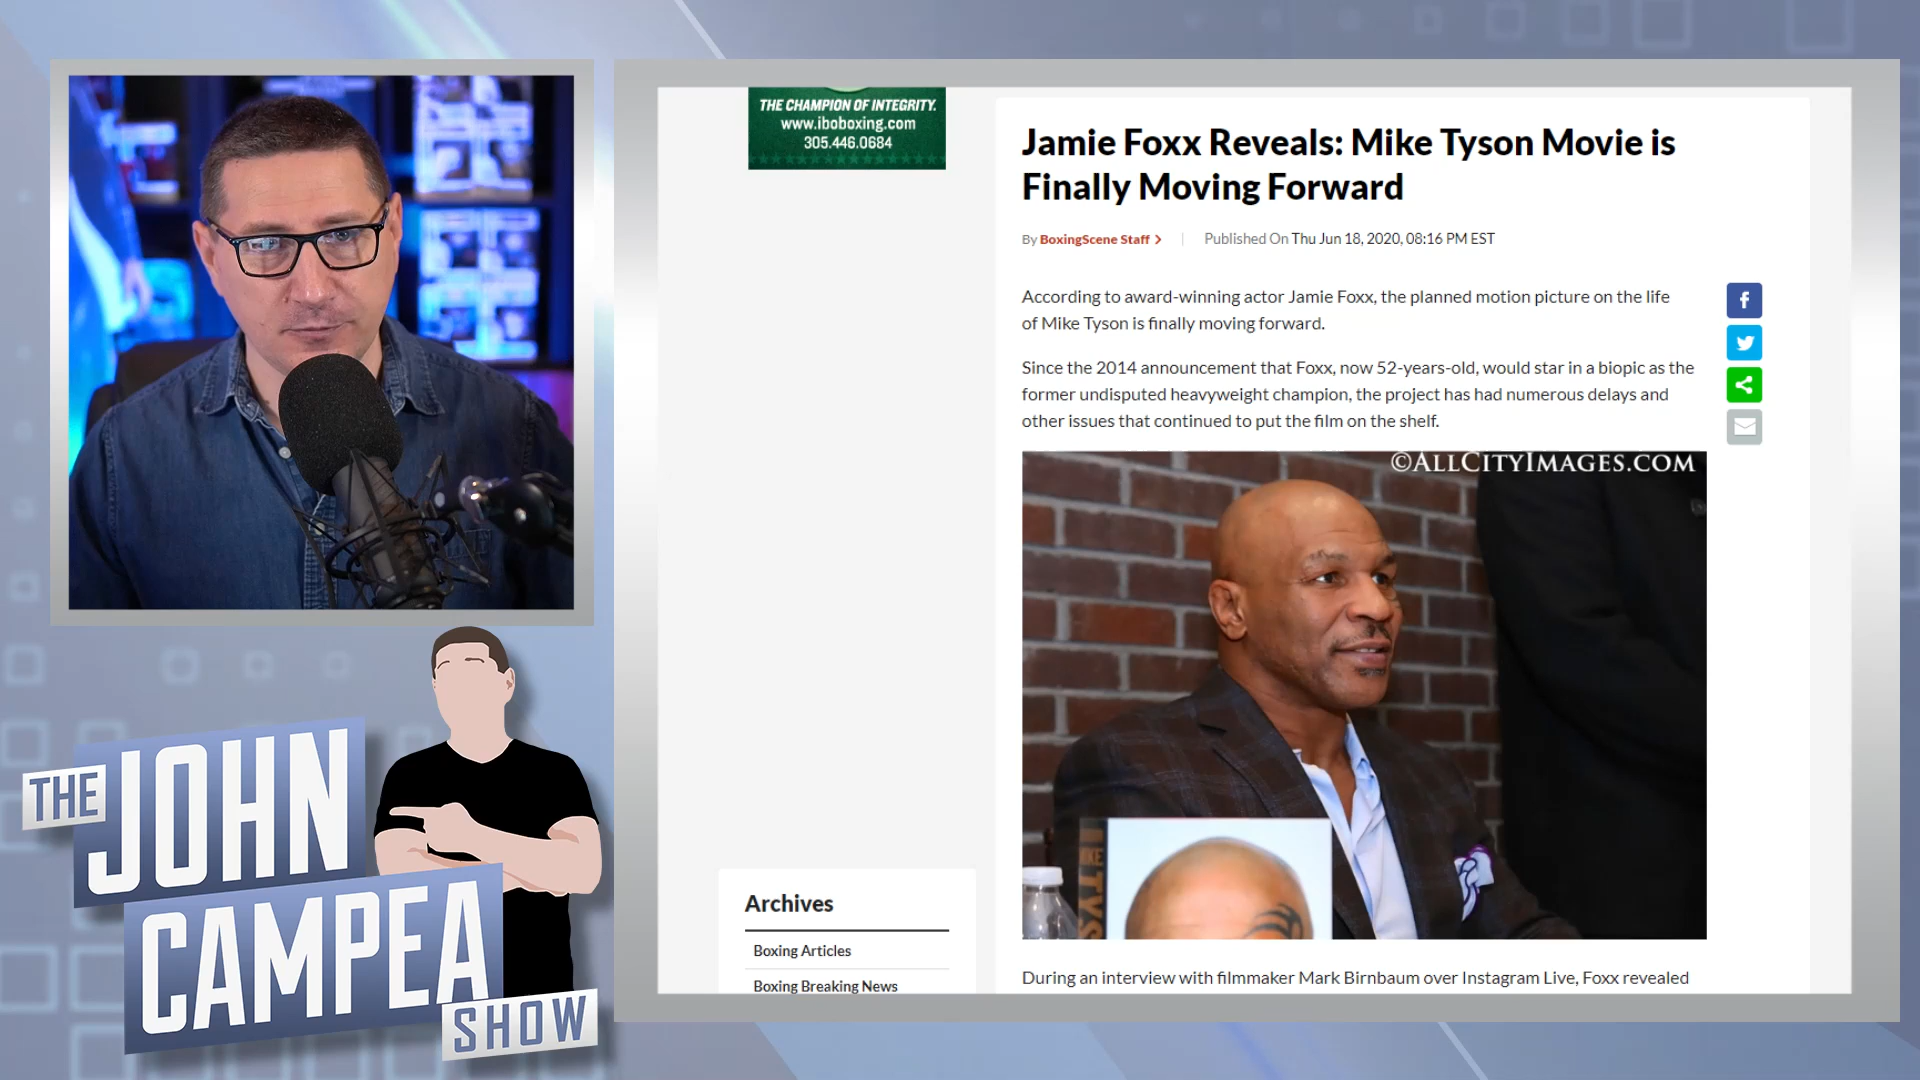 THE CHAMPION OF INTEGRITY.
www.iboboxing.com
305.446.0684
Jamie Foxx Reveals: Mike Tyson Movie is
Finally Moving Forward
By BoxingScene Staff
Published On Thu Jun 18, 2020, 08:16 PM EST
According to award-winning actor Jamie Foxx, the planned motion picture on the life
of Mike Tyson is finally moving forward.
Since the 2014 announcement that Foxx, now 52-years-old, would star in a biopic as the
former undisputed heavyweight champion, the project has had numerous delays and
other issues that continued to put the film on the shelf.
©ALLCITYIMAGES.COM
During an interview with filmmaker Mark Birnbaum over Instagram Live, Foxx revealed
Archives
Boxing Articles
Boxing Breaking News
THE
JOHN
CAMPEA
SHOW